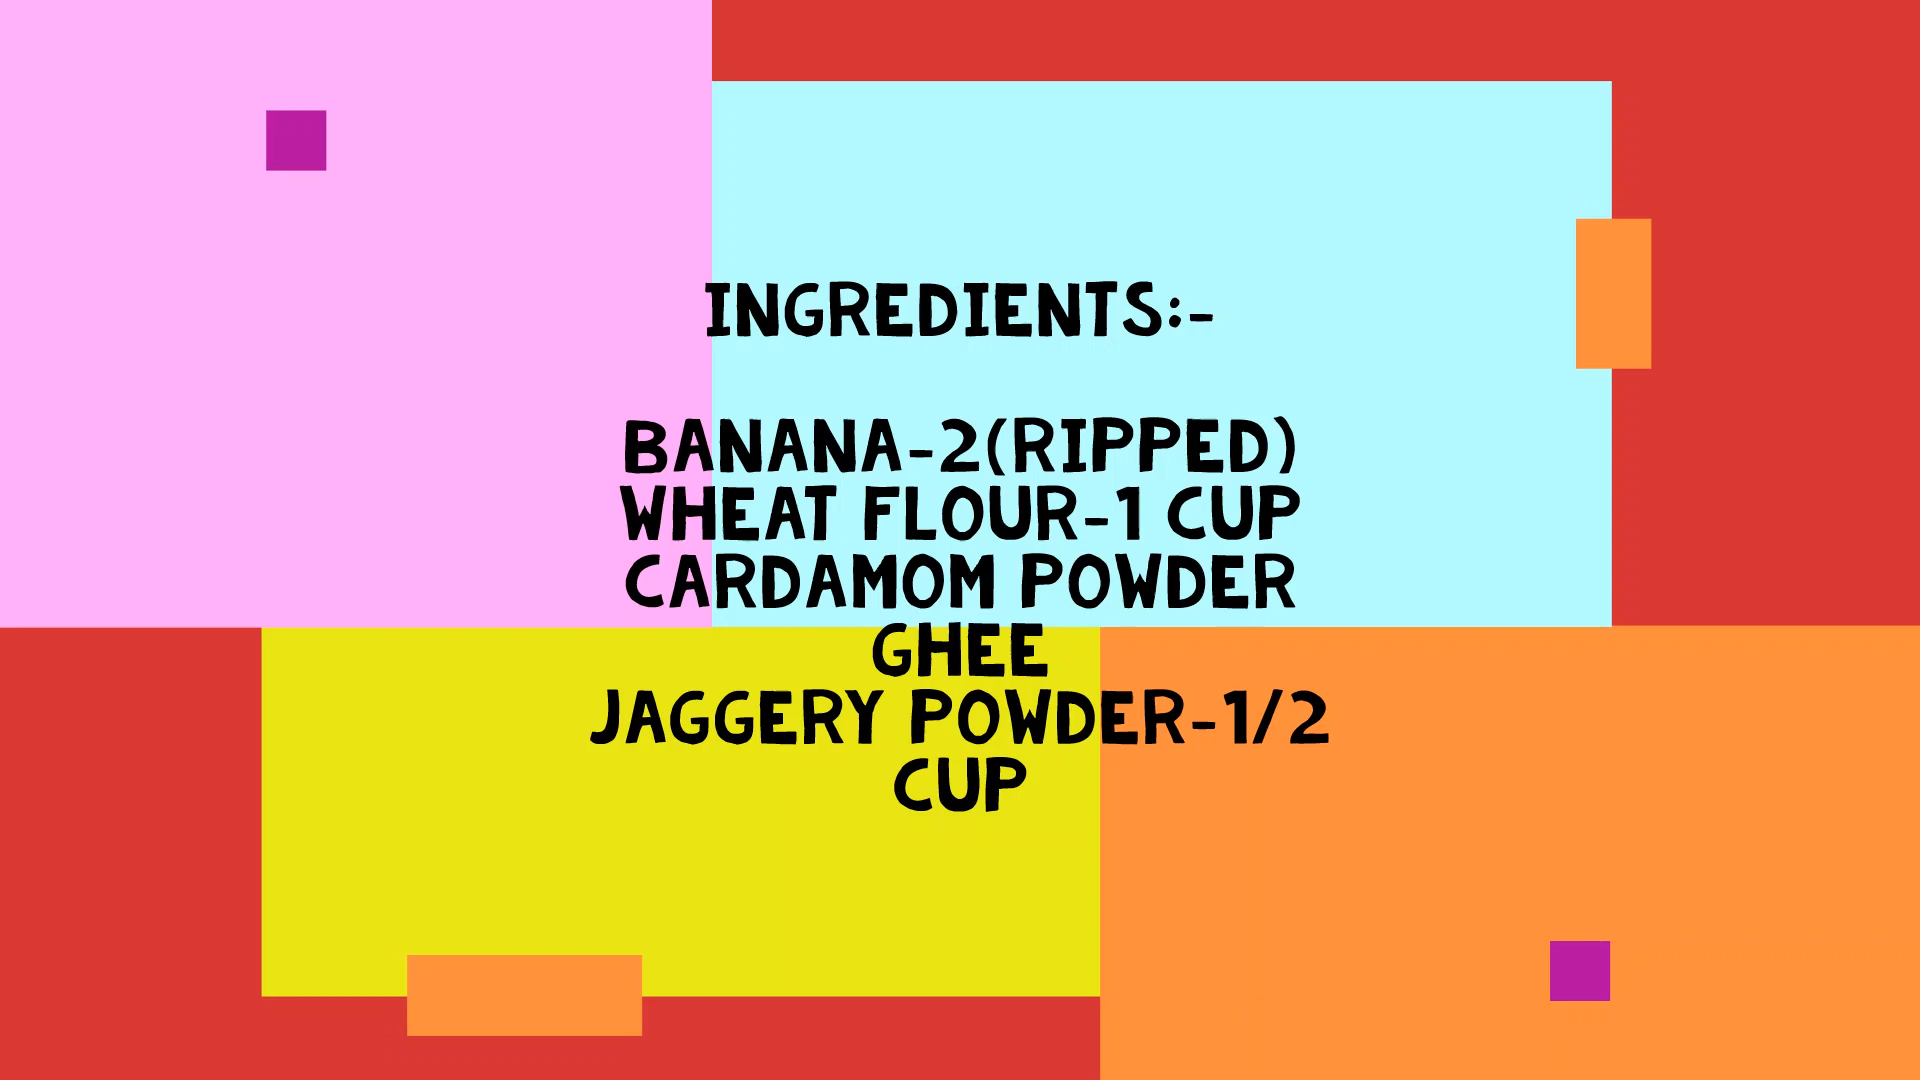 INGREDIENTS:-
BANANA-2(RIPPED)
WHEAT FLOUR-1 CUP
CARDAMOM POWDER
GHEE
JAGGERY POWDER-1/2
CUP